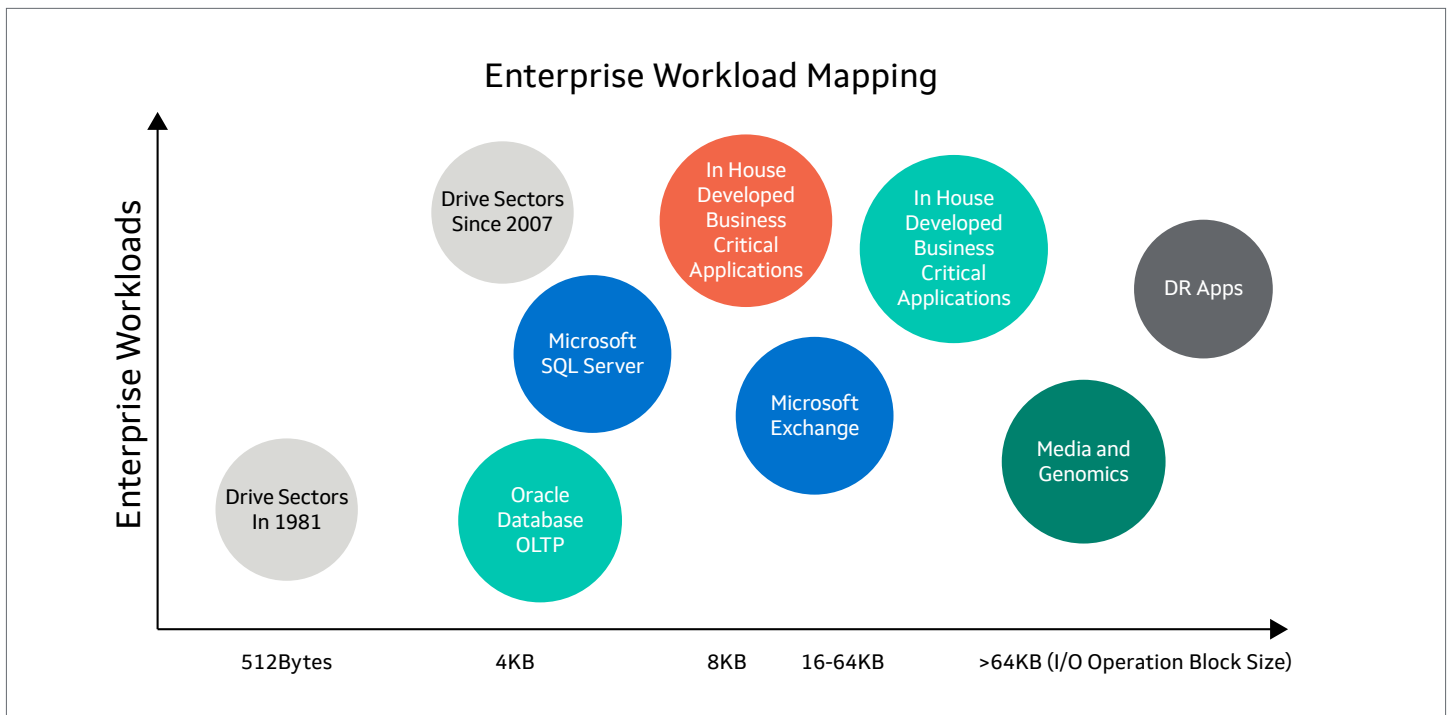 Enterprise Workload Mapping
Enterprise Workloads
Drive Sectors
Since 2007
In House
Developed
Business
Critical
Applications
In House
Developed
Business
Critical
Applications
DR Apps
Microsoft
SQL Server
Microsoft
Exchange
Media and
Genomics
Drive Sectors
In 1981
Oracle
Database
OLTP
512Bytes
4KB
8KB
16-64KB
>64KB (I/O Operation Block Size)